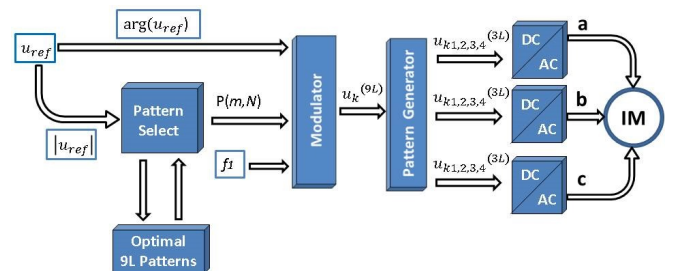 arg(u_ref)
u_ref
|u_ref|
Pattern
Select
P(m,N)
f1
Optimal
9L Patterns
Modulator
u_k^(9L)
Pattern Generator
u_k1,2,3,4^(3L)
DC
AC
a
u_k1,2,3,4^(3L)
DC
AC
b
u_k1,2,3,4^(3L)
DC
AC
c
IM